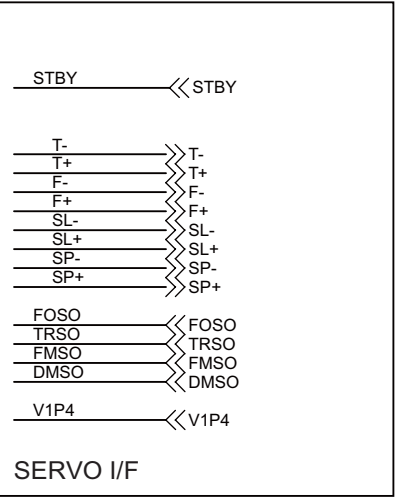 STBY STBY
T- T-
T+ T+
F- F-
F+ F+
SL- SL-
SL+ SL+
SP- SP-
SP+ SP+
FOSO FOSO
TRSO TRSO
FMSO FMSO
DMSO DMSO
V1P4 V1P4
SERVO I/F